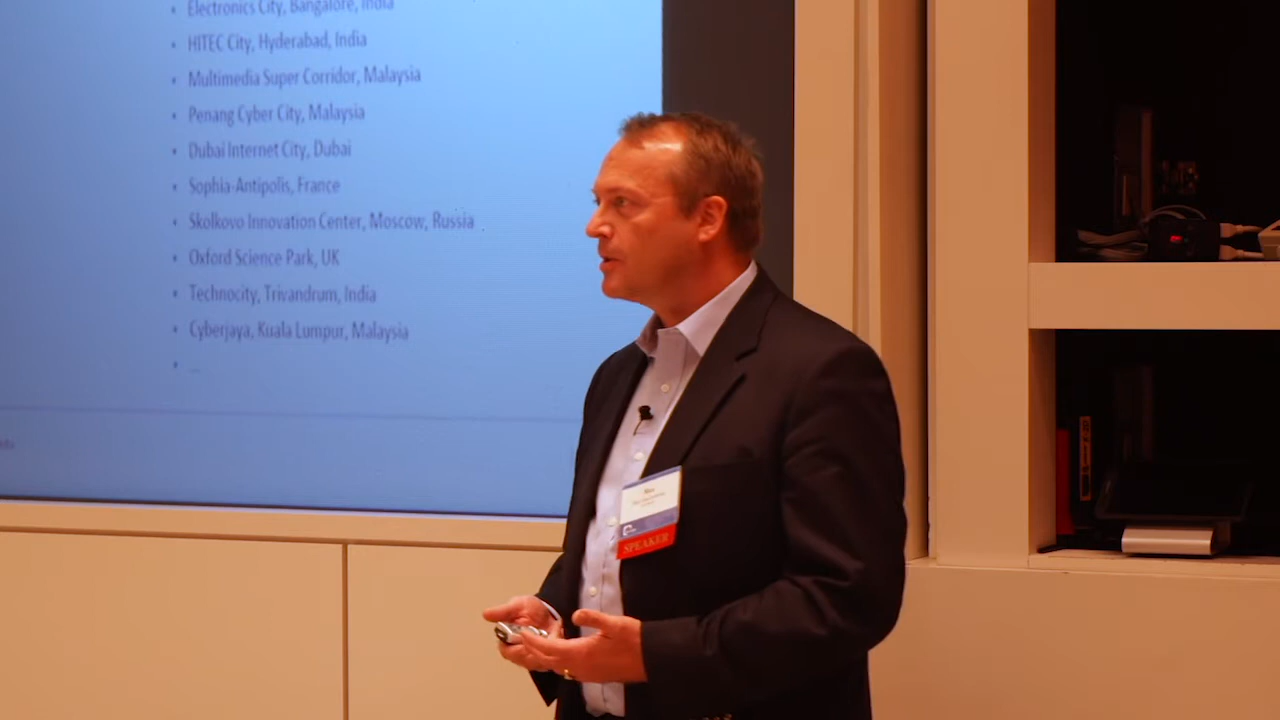 Electronics City, Bangalore, India
HITEC City, Hyderabad, India
Multimedia Super Corridor, Malaysia
Penang Cyber City, Malaysia
Dubai Internet City, Dubai
Sophia-Antipolis, France
Skolkovo Innovation Center, Moscow, Russia
Oxford Science Park, UK
Technocity, Trivandrum, India
Cyberjaya, Kuala Lumpur, Malaysia
...
SPEAKER